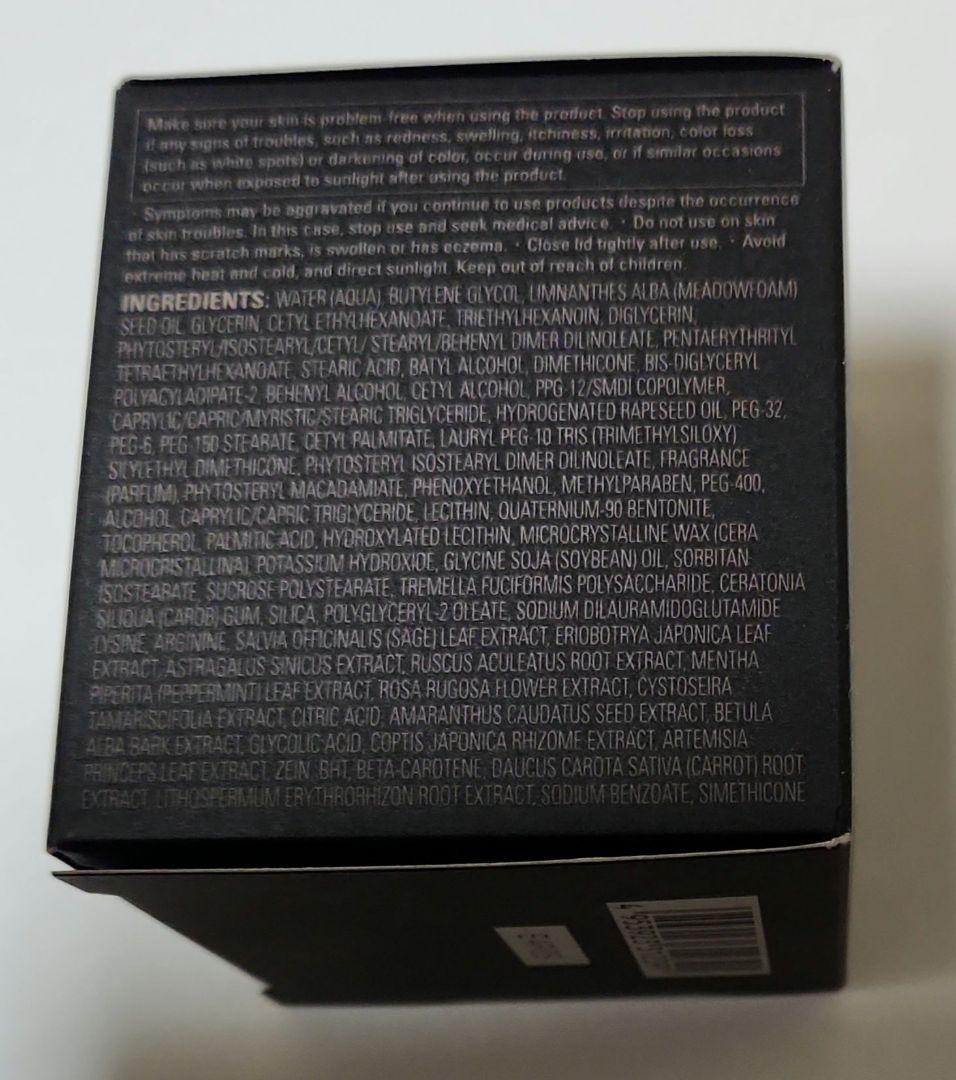 Make sure your skin is problem-free when using the product. Stop using the product
if any signs of troubles, such as redness, swelling, itchiness, irritation, color loss
(such as white spots) or darkening of color, occur during use, or if similar occasions
occur when exposed to sunlight after using the product.
· Symptoms may be aggravated if you continue to use products despite the occurrence
of skin troubles. In this case, stop use and seek medical advice. · Do not use on skin
that has scratch marks, is swollen or has eczema. · Close lid tightly after use. · Avoid
extreme heat and cold, and direct sunlight. Keep out of reach of children.
INGREDIENTS: WATER (AQUA), BUTYLENE GLYCOL, LIMNANTHES ALBA (MEADOWFOAM)
SEED OIL, GLYCERIN, CETYL ETHYLHEXANOATE, TRIETHYLHEXANOIN, DIGLYCERIN,
PHYTOSTERYL/ISOSTEARYL/CETYL/ STEARYL/BEHENYL DIMER DILINOLEATE, PENTAERYTHRITYL
TETRAETHYLHEXANOATE, STEARIC ACID, BATYL ALCOHOL, DIMETHICONE, BIS-DIGLYCERYL
POLYACYLADIPATE-2, BEHENYL ALCOHOL, CETYL ALCOHOL, PPG-12/SMDI COPOLYMER,
CAPRYLIC/CAPRIC/MYRISTIC/STEARIC TRIGLYCERIDE, HYDROGENATED RAPESEED OIL, PEG-32,
PEG-6, PEG-150 STEARATE, CETYL PALMITATE, LAURYL PEG-10 TRIS (TRIMETHYLSILOXY)
SILYLETHYL DIMETHICONE, PHYTOSTERYL ISOSTEARYL DIMER DILINOLEATE, FRAGRANCE
(PARFUM), PHYTOSTERYL MACADAMIATE, PHENOXYETHANOL, METHYLPARABEN, PEG-400,
ALCOHOL, CAPRYLIC/CAPRIC TRIGLYCERIDE, LECITHIN, QUATERNIUM-90 BENTONITE,
TOCOPHEROL, PALMITIC ACID, HYDROXYLATED LECITHIN, MICROCRYSTALLINE WAX (CERA
MICROCRISTALLINA), POTASSIUM HYDROXIDE, GLYCINE SOJA (SOYBEAN) OIL, SORBITAN
ISOSTEARATE, SUCROSE POLYSTEARATE, TREMELLA FUCIFORMIS POLYSACCHARIDE, CERATONIA
SILIQUA (CAROB) GUM, SILICA, POLYGLYCERYL-2 OLEATE, SODIUM DILAURAMIDOGLUTAMIDE
LYSINE, ARGININE, SALVIA OFFICINALIS (SAGE) LEAF EXTRACT, ERIOBOTRYA JAPONICA LEAF
EXTRACT, ASTRAGALUS SINICUS EXTRACT, RUSCUS ACULEATUS ROOT EXTRACT, MENTHA
PIPERITA (PEPPERMINT) LEAF EXTRACT, ROSA RUGOSA FLOWER EXTRACT, CYSTOSEIRA
TAMARISCIFOLIA EXTRACT, CITRIC ACID, AMARANTHUS CAUDATUS SEED EXTRACT, BETULA
ALBA BARK EXTRACT, GLYCOLIC ACID, COPTIS JAPONICA RHIZOME EXTRACT, ARTEMISIA
PRINCEPS LEAF EXTRACT, ZEIN, BHT, BETA-CAROTENE, DAUCUS CAROTA SATIVA (CARROT) ROOT
EXTRACT, LITHOSPERMUM ERYTHRORHIZON ROOT EXTRACT, SODIUM BENZOATE, SIMETHICONE